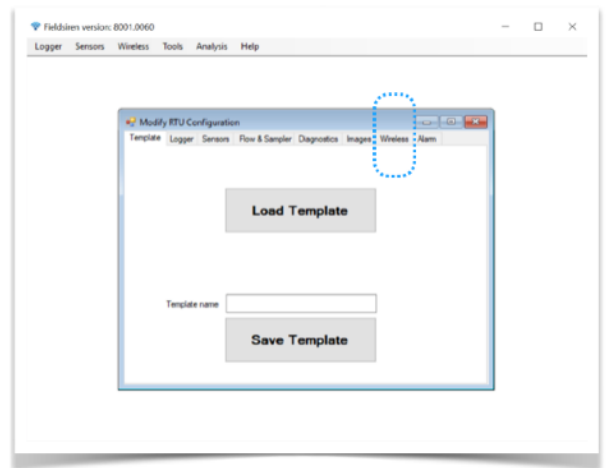 Fieldsiren version: 8001.0060
Logger Sensors Wireless Tools Analysis Help
Modify RTU Configuration
Template Logger Sensors Flow & Sampler Diagnostics Images Wireless Alarm
Load Template
Template name
Save Template